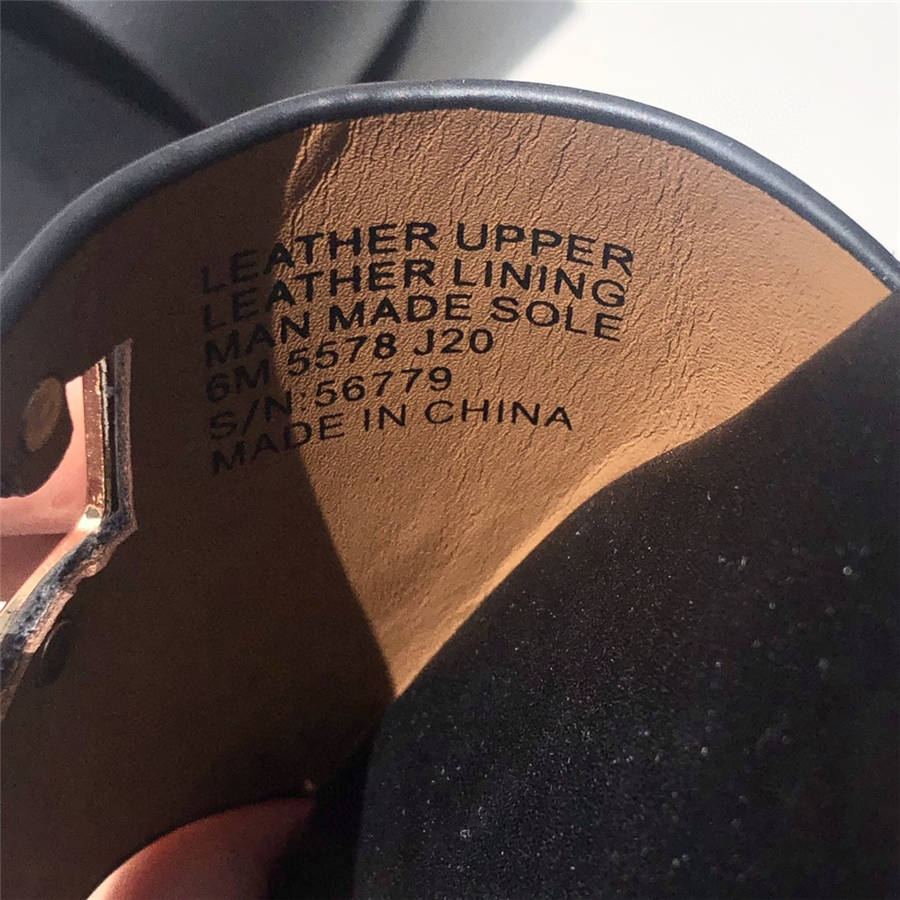 LEATHER UPPER
LEATHER LINING
MAN MADE SOLE
6M 5578 J20
S/N:56779
MADE IN CHINA